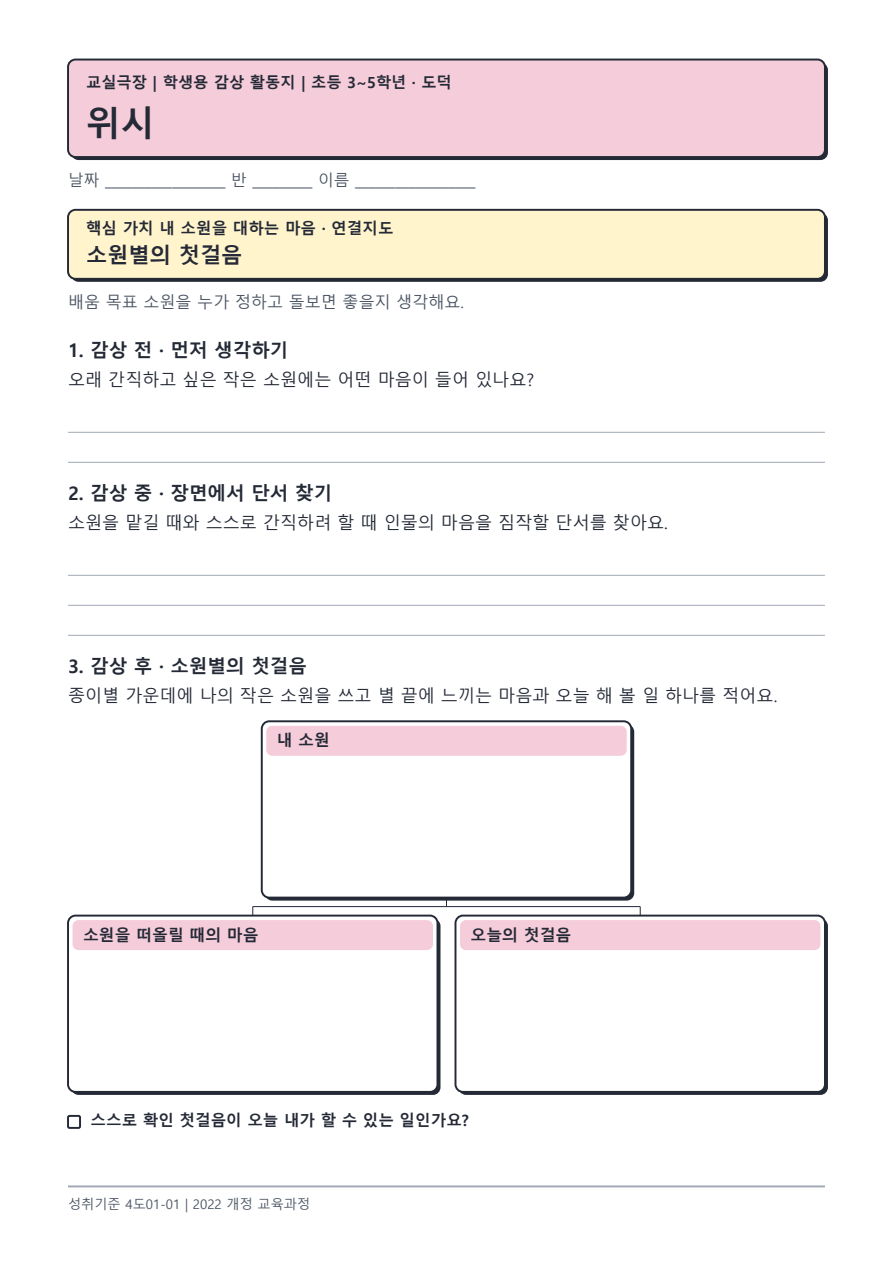 교실극장 | 학생용 감상 활동지 | 초등 3~5학년 · 도덕
위시
날짜 _______________ 반 _______ 이름 _______________
핵심 가치 내 소원을 대하는 마음 · 연결지도
소원별의 첫걸음
배움 목표 소원을 누가 정하고 돌보면 좋을지 생각해요.
1. 감상 전 · 먼저 생각하기
오래 간직하고 싶은 작은 소원에는 어떤 마음이 들어 있나요?
2. 감상 중 · 장면에서 단서 찾기
소원을 맡길 때와 스스로 간직하려 할 때 인물의 마음을 짐작할 단서를 찾아요.
3. 감상 후 · 소원별의 첫걸음
종이별 가운데에 나의 작은 소원을 쓰고 별 끝에 느끼는 마음과 오늘 해 볼 일 하나를 적어요.
내 소원
소원을 떠올릴 때의 마음
오늘의 첫걸음
스스로 확인 첫걸음이 오늘 내가 할 수 있는 일인가요?
성취기준 4도01-01 | 2022 개정 교육과정